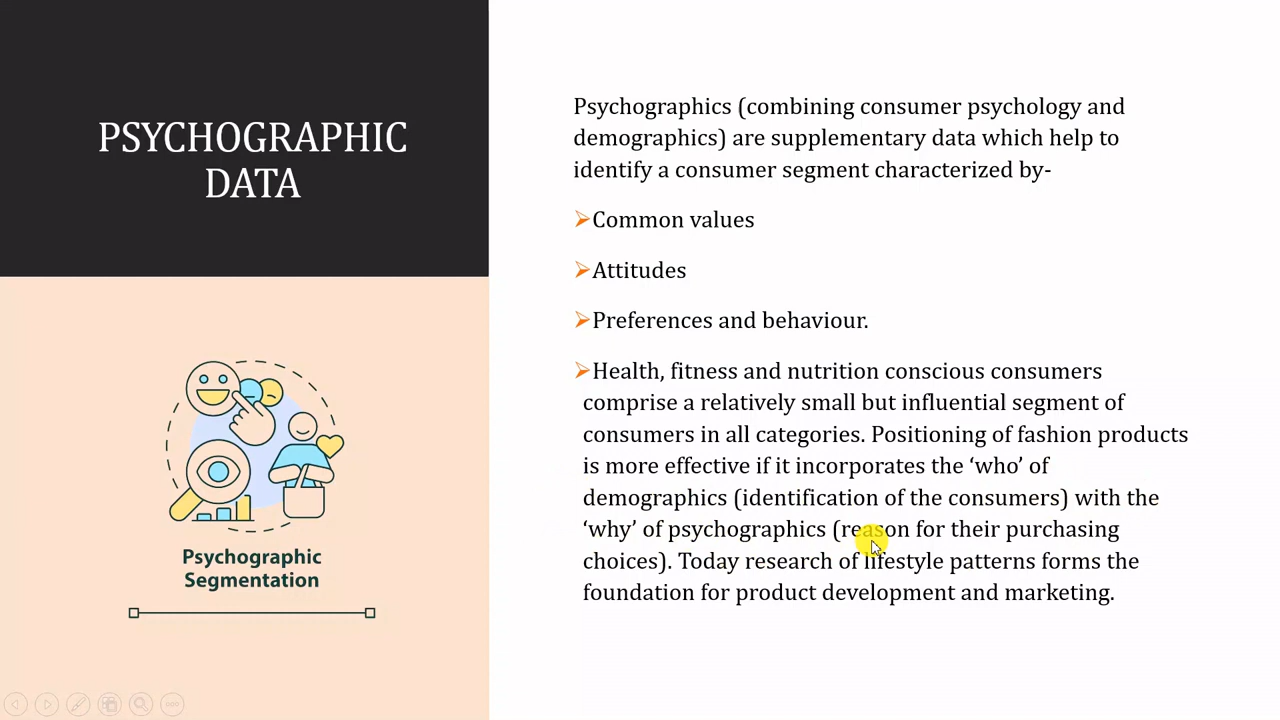 PSYCHOGRAPHIC
DATA
Psychographic
Segmentation
Psychographics (combining consumer psychology and
demographics) are supplementary data which help to
identify a consumer segment characterized by-
Common values
Attitudes
Preferences and behaviour.
Health, fitness and nutrition conscious consumers
comprise a relatively small but influential segment of
consumers in all categories. Positioning of fashion products
is more effective if it incorporates the ‘who’ of
demographics (identification of the consumers) with the
‘why’ of psychographics (reason for their purchasing
choices). Today research of lifestyle patterns forms the
foundation for product development and marketing.